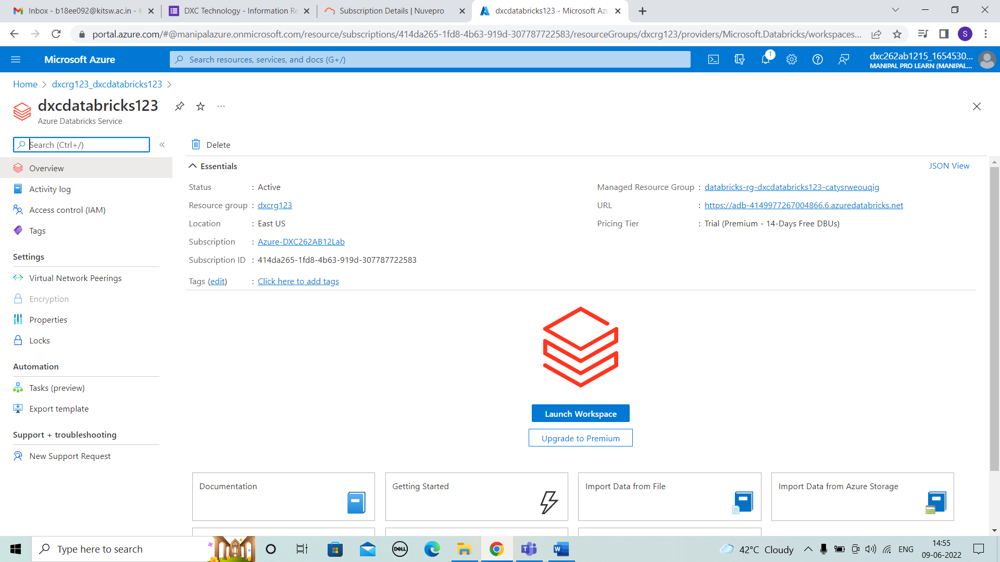 Inbox - b18ee092@kitsw.ac.in -
DXC Technology - Information Re
Subscription Details | Nuvepro
dxcdatabricks123 - Microsoft Azu
portal.azure.com/#@manipalazure.onmicrosoft.com/resource/subscriptions/414da265-1fd8-4b63-919d-307787722583/resourceGroups/dxcrg123/providers/Microsoft.Databricks/workspaces...
S
Microsoft Azure
Search resources, services, and docs (G+/)
1
dxc262ab1215_1654530...
MANIPAL PRO LEARN (MANIPAL...
Home > dxcrg123_dxcdatabricks123 >
dxcdatabricks123
Azure Databricks Service
Search (Ctrl+/)
Overview
Activity log
Access control (IAM)
Tags
Settings
Virtual Network Peerings
Encryption
Properties
Locks
Automation
Tasks (preview)
Export template
Support + troubleshooting
New Support Request
Delete
Essentials
JSON View
Status : Active
Resource group : dxcrg123
Location : East US
Subscription : Azure-DXC262AB12Lab
Subscription ID : 414da265-1fd8-4b63-919d-307787722583
Tags (edit) : Click here to add tags
Managed Resource Group : databricks-rg-dxcdatabricks123-catysrweouqig
URL : https://adb-4149977267004866.6.azuredatabricks.net
Pricing Tier : Trial (Premium - 14-Days Free DBUs)
Launch Workspace
Upgrade to Premium
Documentation
Getting Started
Import Data from File
Import Data from Azure Storage
Type here to search
DELL
W
42°C Cloudy
ENG
14:55
09-06-2022